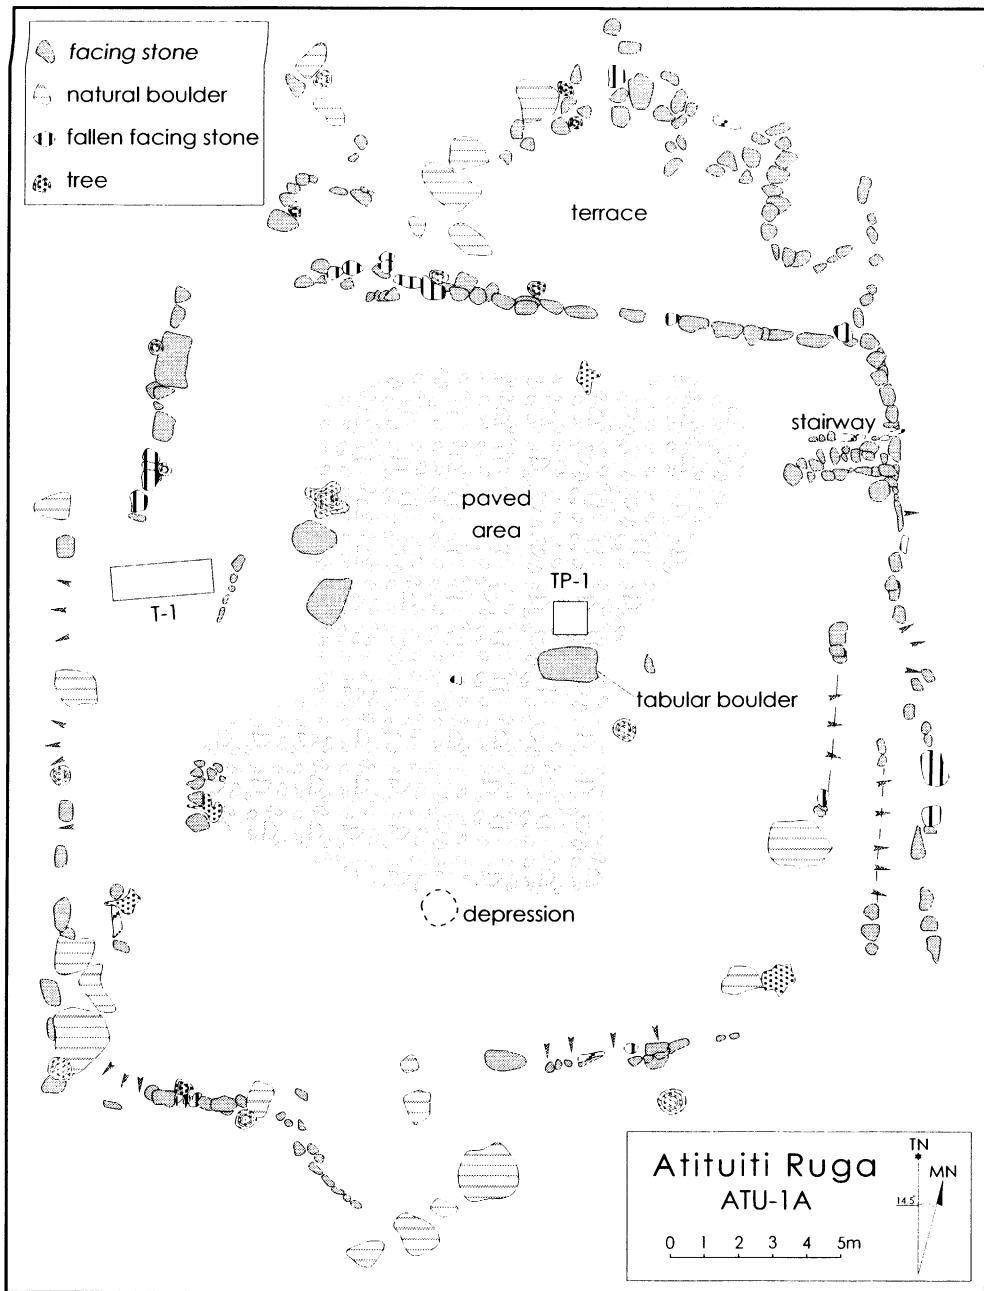 facing stone
natural boulder
fallen facing stone
tree
terrace
stairway
paved
area
TP-1
T-1
tabular boulder
depression
Atituiti Ruga
ATU-1A
0 1 2 3 4 5m
TN
MN
14.5°